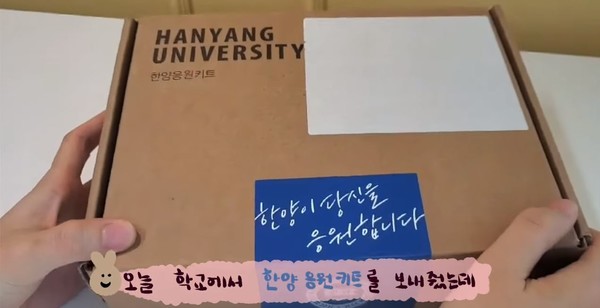 HANYANG
UNIVERSITY
한양응원키트
한양이 당신을
응원합니다
오늘 학교에서 한양 응원키트를 보내줬는데